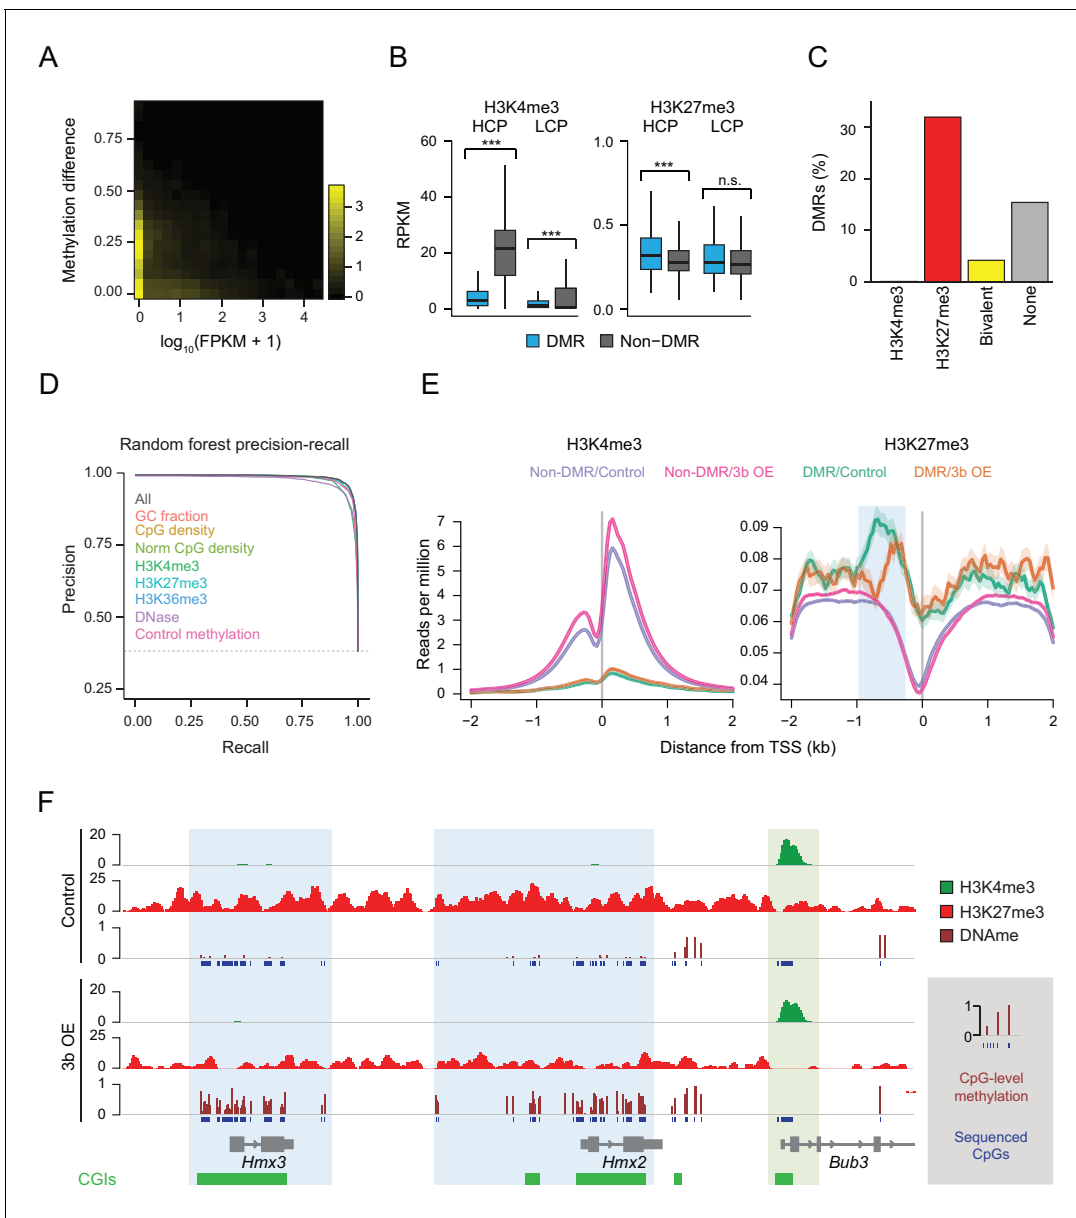 A
Methylation difference
0.75
0.50
0.25
0.00
0
1
2
3
4
log10(FPKM + 1)
3
2
1
0
B
H3K4me3
HCP LCP
H3K27me3
HCP LCP
RPKM
60
40
20
0
***
***
1.0
0.5
0.0
***
n.s.
DMR Non-DMR
C
DMRs (%)
30
20
10
0
H3K4me3
H3K27me3
Bivalent
None
D
Random forest precision-recall
Precision
1.00
0.75
0.50
0.25
All
GC fraction
CpG density
Norm CpG density
H3K4me3
H3K27me3
H3K36me3
DNase
Control methylation
0.00 0.25 0.50 0.75 1.00
Recall
E
H3K4me3
H3K27me3
Non-DMR/Control Non-DMR/3b OE DMR/Control DMR/3b OE
Reads per million
7
6
5
4
3
2
1
0
−2 −1 0 1 2
0.09
0.08
0.07
0.06
0.05
0.04
−2 −1 0 1 2
Distance from TSS (kb)
F
Control
20
0
25
0
1
0
3b OE
20
0
25
0
1
0
Hmx3 Hmx2 Bub3
CGIs
H3K4me3
H3K27me3
DNAme
1
0
CpG-level
methylation
Sequenced
CpGs